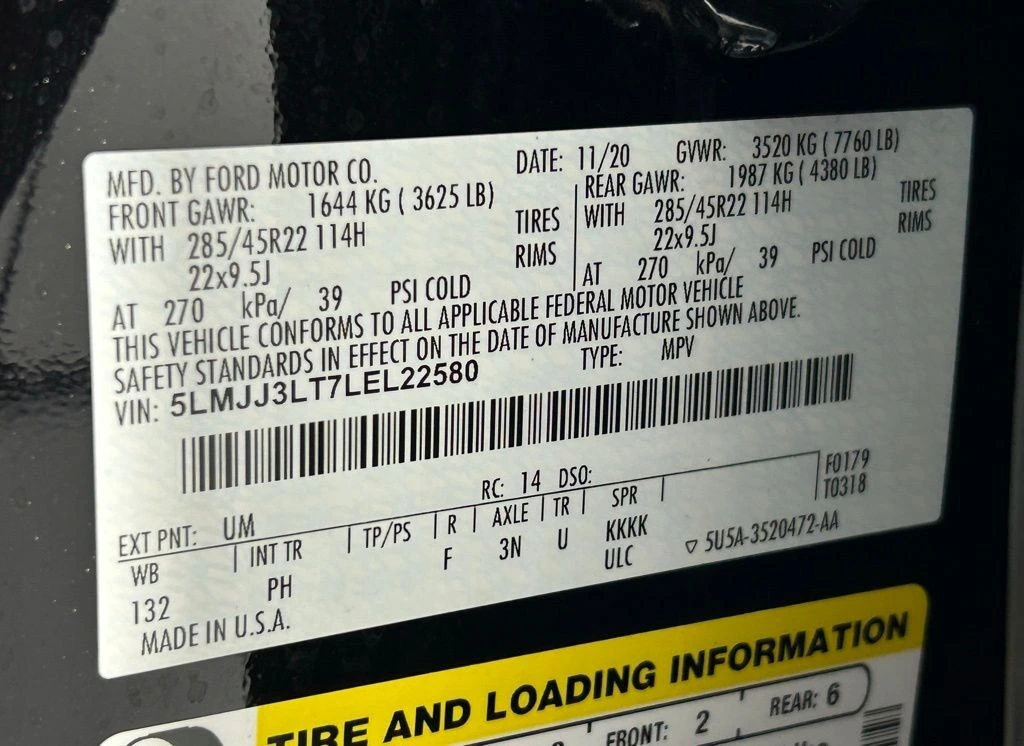 MFD. BY FORD MOTOR CO. DATE: 11/20 GVWR: 3520 KG ( 7760 LB)
FRONT GAWR: 1644 KG ( 3625 LB) REAR GAWR: 1987 KG ( 4380 LB)
WITH 285/45R22 114H TIRES WITH 285/45R22 114H TIRES
22x9.5J RIMS 22x9.5J RIMS
AT 270 kPa/ 39 PSI COLD AT 270 kPa/ 39 PSI COLD
THIS VEHICLE CONFORMS TO ALL APPLICABLE FEDERAL MOTOR VEHICLE
SAFETY STANDARDS IN EFFECT ON THE DATE OF MANUFACTURE SHOWN ABOVE.
VIN: 5LMJJ3LT7LEL22580 TYPE: MPV
F0179
EXT PNT: UM RC: 14 DSO: T0318
WB INT TR TP/PS R AXLE TR SPR
132 PH F 3N U KKKK 5U5A-3520472-AA
ULC
MADE IN U.S.A.
TIRE AND LOADING INFORMATION
FRONT: 2 REAR: 6